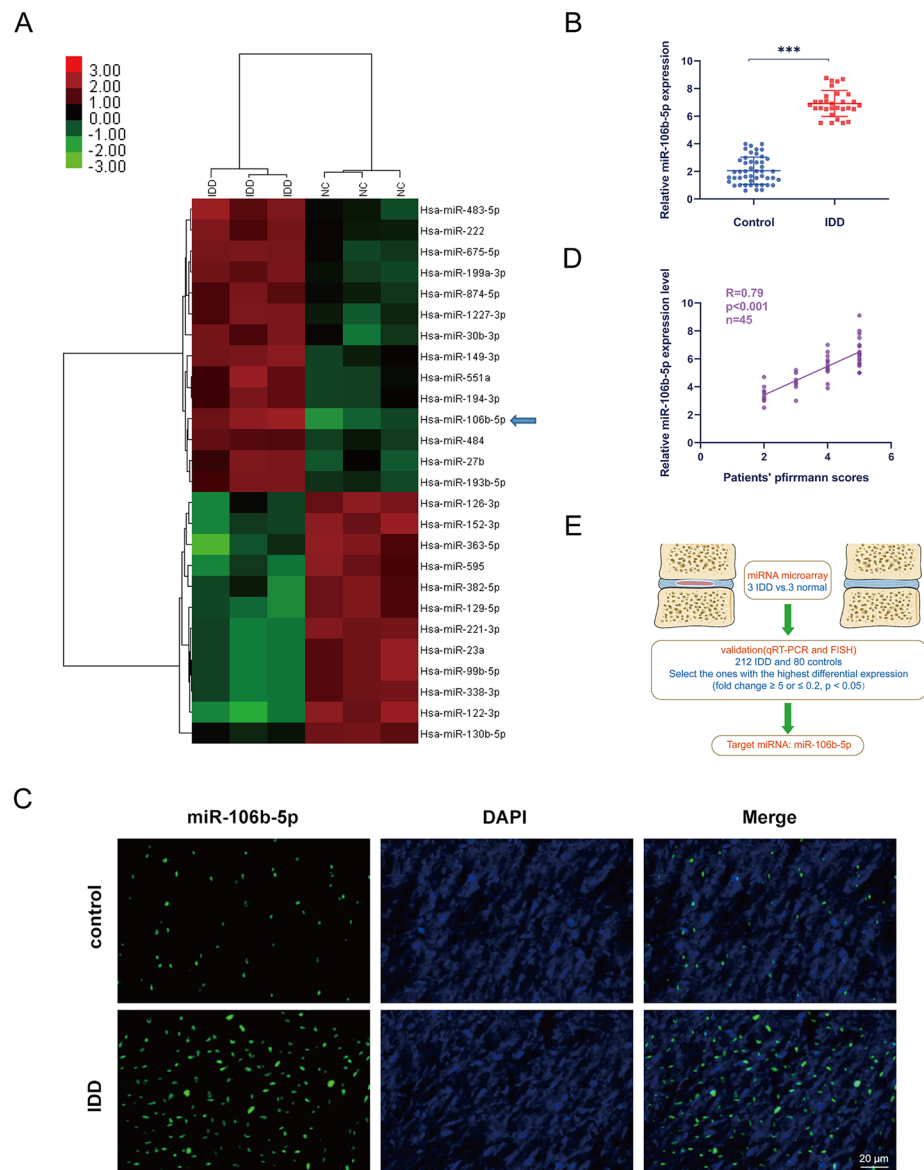 A
3.00
2.00
1.00
0.00
-1.00
-2.00
-3.00
IDD
IDD
IDD
NC
NC
NC
Hsa-miR-483-5p
Hsa-miR-222
Hsa-miR-675-5p
Hsa-miR-199a-3p
Hsa-miR-874-5p
Hsa-miR-1227-3p
Hsa-miR-30b-3p
Hsa-miR-149-3p
Hsa-miR-551a
Hsa-miR-194-3p
Hsa-miR-106b-5p
Hsa-miR-484
Hsa-miR-27b
Hsa-miR-193b-5p
Hsa-miR-126-3p
Hsa-miR-152-3p
Hsa-miR-363-5p
Hsa-miR-595
Hsa-miR-382-5p
Hsa-miR-129-5p
Hsa-miR-221-3p
Hsa-miR-23a
Hsa-miR-99b-5p
Hsa-miR-338-3p
Hsa-miR-122-3p
Hsa-miR-130b-5p
B
Relative miR-106b-5p expression
10
8
6
4
2
0
***
Control
IDD
D
Relative miR-106b-5p expression level
10
8
6
4
2
0
R=0.79
p<0.001
n=45
0
2
4
6
Patients' pfirrmann scores
E
miRNA microarray
3 IDD vs.3 normal
validation(qRT-PCR and FISH)
212 IDD and 80 controls
Select the ones with the highest differential expression
(fold change ≥ 5 or ≤ 0.2, p < 0.05)
Target miRNA: miR-106b-5p
C
miR-106b-5p
DAPI
Merge
control
IDD
20 μm